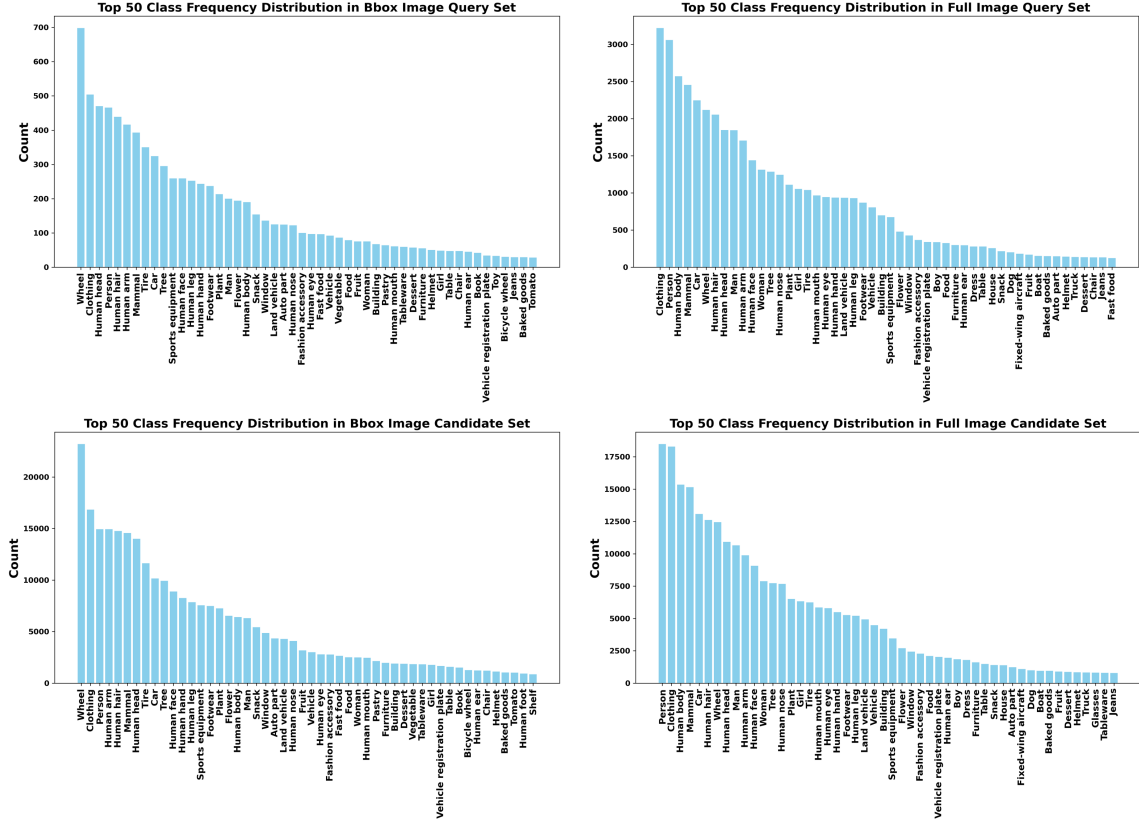 Top 50 Class Frequency Distribution in Bbox Image Query Set
Count
700
600
500
400
300
200
100
0
Wheel
Clothing
Human head
Person
Human hair
Human arm
Mammal
Tire
Car
Tree
Sports equipment
Human face
Human leg
Human hand
Footwear
Plant
Man
Flower
Human body
Snack
Window
Land vehicle
Auto part
Human nose
Fashion accessory
Human eye
Fast food
Vehicle
Vegetable
Food
Fruit
Woman
Building
Pastry
Human mouth
Tableware
Dessert
Furniture
Helmet
Girl
Table
Chair
Human ear
Book
Vehicle registration plate
Toy
Bicycle wheel
Jeans
Baked goods
Tomato
Top 50 Class Frequency Distribution in Full Image Query Set
Count
3000
2500
2000
1500
1000
500
0
Clothing
Person
Human body
Mammal
Car
Wheel
Human hair
Human head
Man
Human arm
Human face
Woman
Tree
Human nose
Plant
Girl
Tire
Human mouth
Human eye
Human hand
Land vehicle
Human leg
Footwear
Vehicle
Building
Sports equipment
Flower
Window
Fashion accessory
Vehicle registration plate
Boy
Food
Furniture
Human ear
Dress
Table
House
Snack
Dog
Fixed-wing aircraft
Fruit
Boat
Baked goods
Auto part
Helmet
Truck
Dessert
Chair
Jeans
Fast food
Top 50 Class Frequency Distribution in Bbox Image Candidate Set
Count
20000
15000
10000
5000
0
Wheel
Clothing
Person
Human arm
Human hair
Mammal
Human head
Tire
Car
Tree
Human face
Human hand
Human leg
Sports equipment
Footwear
Plant
Flower
Human body
Man
Snack
Window
Auto part
Land vehicle
Human nose
Fruit
Vehicle
Human eye
Fashion accessory
Fast food
Food
Woman
Human mouth
Pastry
Furniture
Building
Dessert
Vegetable
Tableware
Girl
Vehicle registration plate
Table
Book
Bicycle wheel
Human ear
Chair
Helmet
Baked goods
Tomato
Human foot
Shelf
Top 50 Class Frequency Distribution in Full Image Candidate Set
Count
17500
15000
12500
10000
7500
5000
2500
0
Person
Clothing
Human body
Mammal
Car
Human hair
Wheel
Human head
Man
Human arm
Human face
Woman
Tree
Human nose
Plant
Girl
Tire
Human mouth
Human eye
Human hand
Footwear
Human leg
Land vehicle
Vehicle
Building
Sports equipment
Flower
Window
Fashion accessory
Food
Vehicle registration plate
Human ear
Boy
Dress
Furniture
Table
Snack
House
Auto part
Fixed-wing aircraft
Dog
Boat
Baked goods
Fruit
Dessert
Helmet
Truck
Glasses
Tableware
Jeans